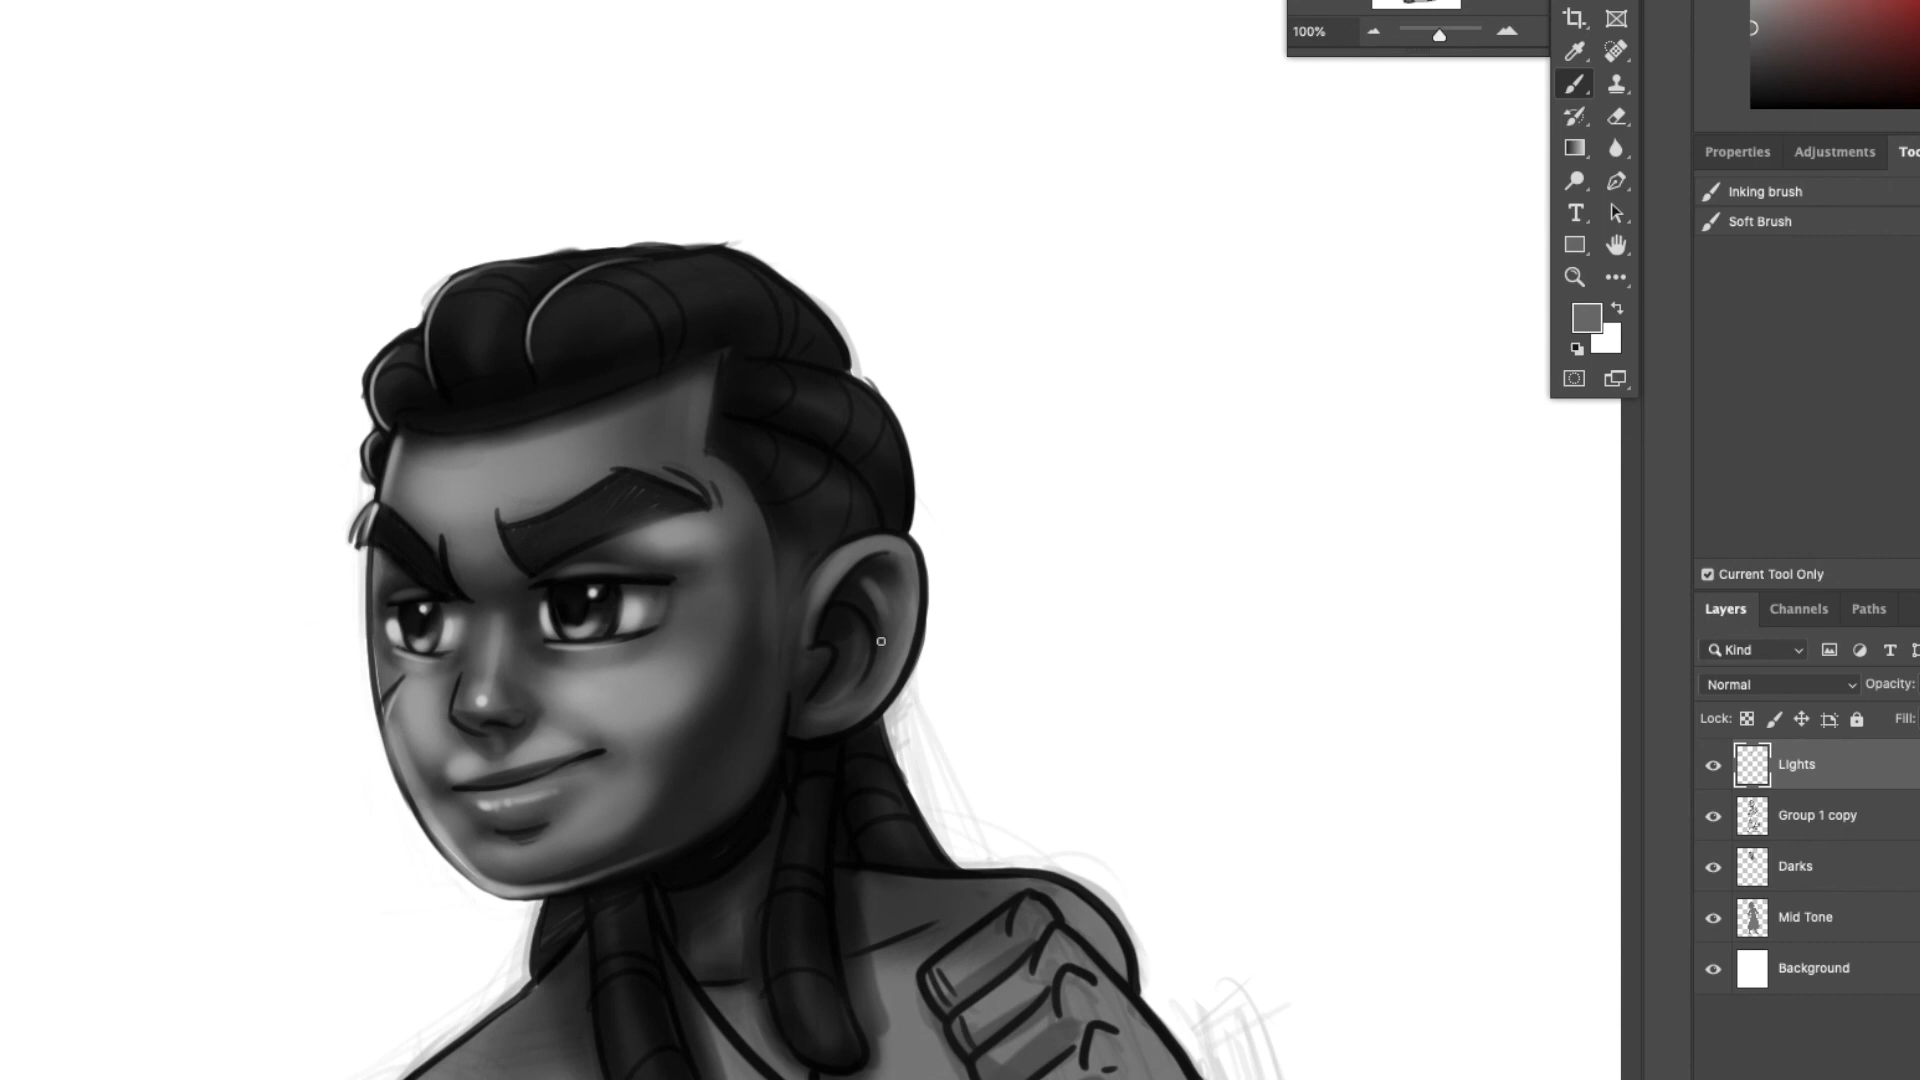 100%
Properties
Adjustments
Too
Inking brush
Soft Brush
Current Tool Only
Layers
Channels
Paths
Kind
Normal
Opacity:
Lock:
Fill:
Lights
Group 1 copy
Darks
Mid Tone
Background